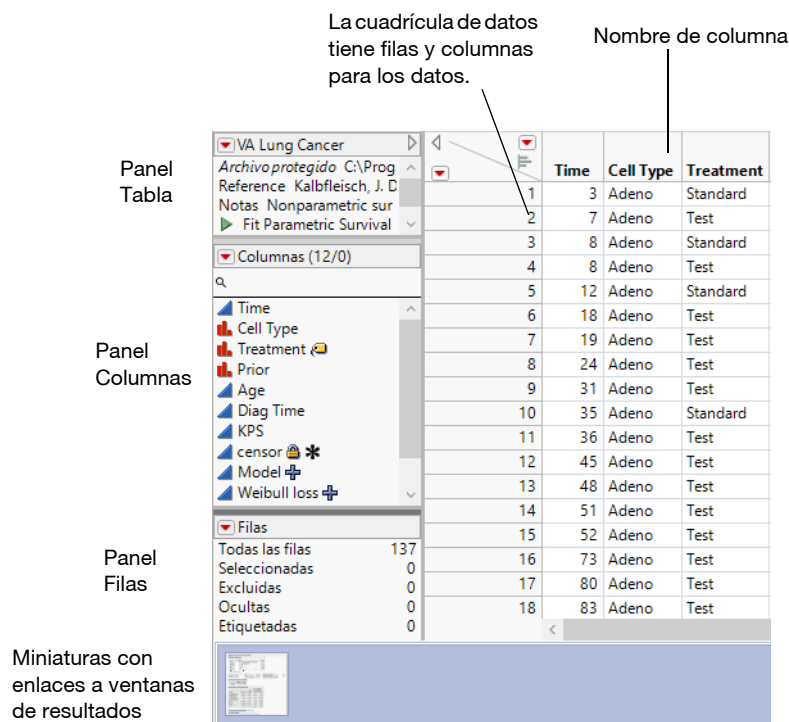 La cuadrícula de datos
tiene filas y columnas
para los datos.
Nombre de columna
Panel
Tabla
VA Lung Cancer
Archivo protegido C:\Prog
Reference Kalbfleisch, J. D
Notas Nonparametric sur
Fit Parametric Survival
Panel
Columnas
Columnas (12/0)
Time
Cell Type
Treatment
Prior
Age
Diag Time
KPS
censor
Model
Weibull loss
Panel
Filas
Filas
Todas las filas 137
Seleccionadas 0
Excluidas 0
Ocultas 0
Etiquetadas 0
Time Cell Type Treatment
1 3 Adeno Standard
2 7 Adeno Test
3 8 Adeno Standard
4 8 Adeno Test
5 12 Adeno Standard
6 18 Adeno Test
7 19 Adeno Test
8 24 Adeno Test
9 31 Adeno Test
10 35 Adeno Standard
11 36 Adeno Test
12 45 Adeno Test
13 48 Adeno Test
14 51 Adeno Test
15 52 Adeno Test
16 73 Adeno Test
17 80 Adeno Test
18 83 Adeno Test
Miniaturas con
enlaces a ventanas
de resultados